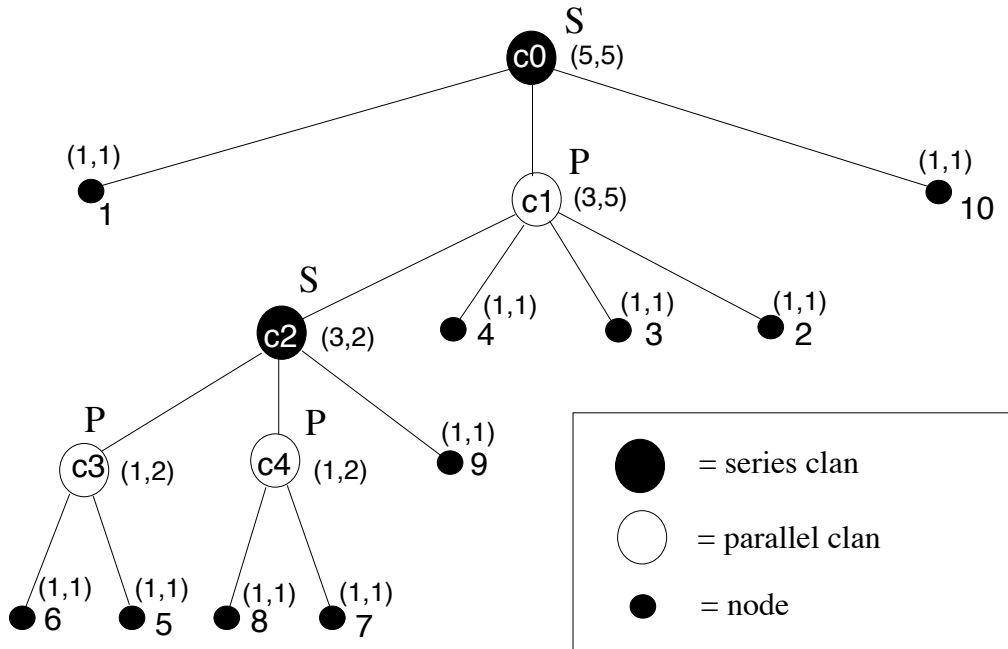 S
c0 (5,5)
(1,1)
1
P
c1 (3,5)
(1,1)
10
S
c2 (3,2)
(1,1)
4
(1,1)
3
(1,1)
2
P
c3 (1,2)
P
c4 (1,2)
(1,1)
9
(1,1)
6
(1,1)
5
(1,1)
8
(1,1)
7
= series clan
= parallel clan
= node